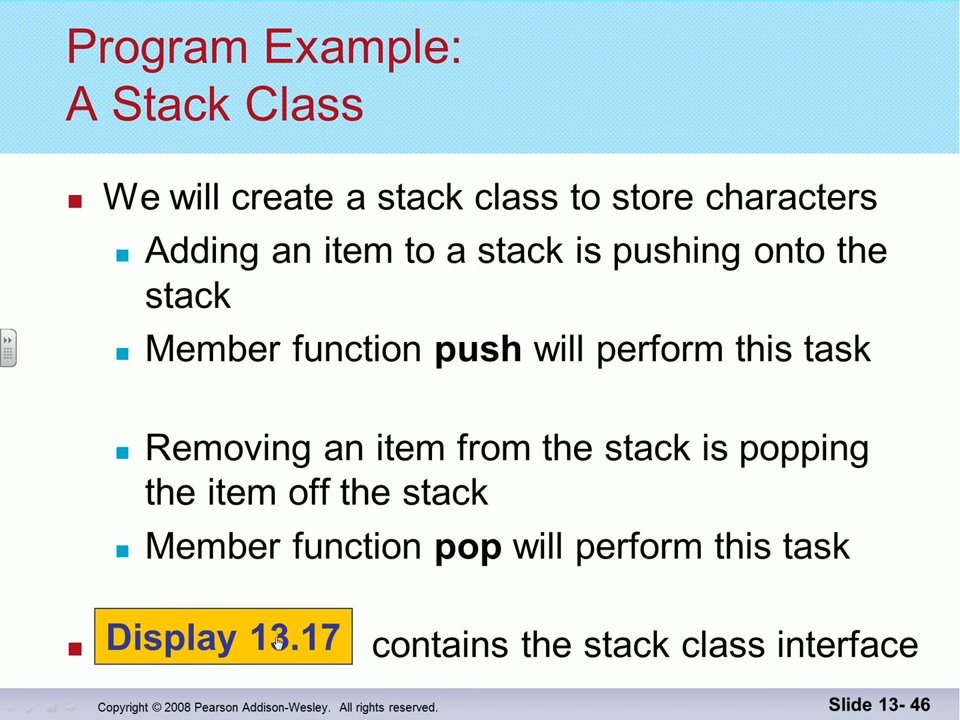 Program Example:
A Stack Class
We will create a stack class to store characters
Adding an item to a stack is pushing onto the
stack
Member function push will perform this task
Removing an item from the stack is popping
the item off the stack
Member function pop will perform this task
Display 13.17 contains the stack class interface
Copyright © 2008 Pearson Addison-Wesley. All rights reserved.
Slide 13- 46